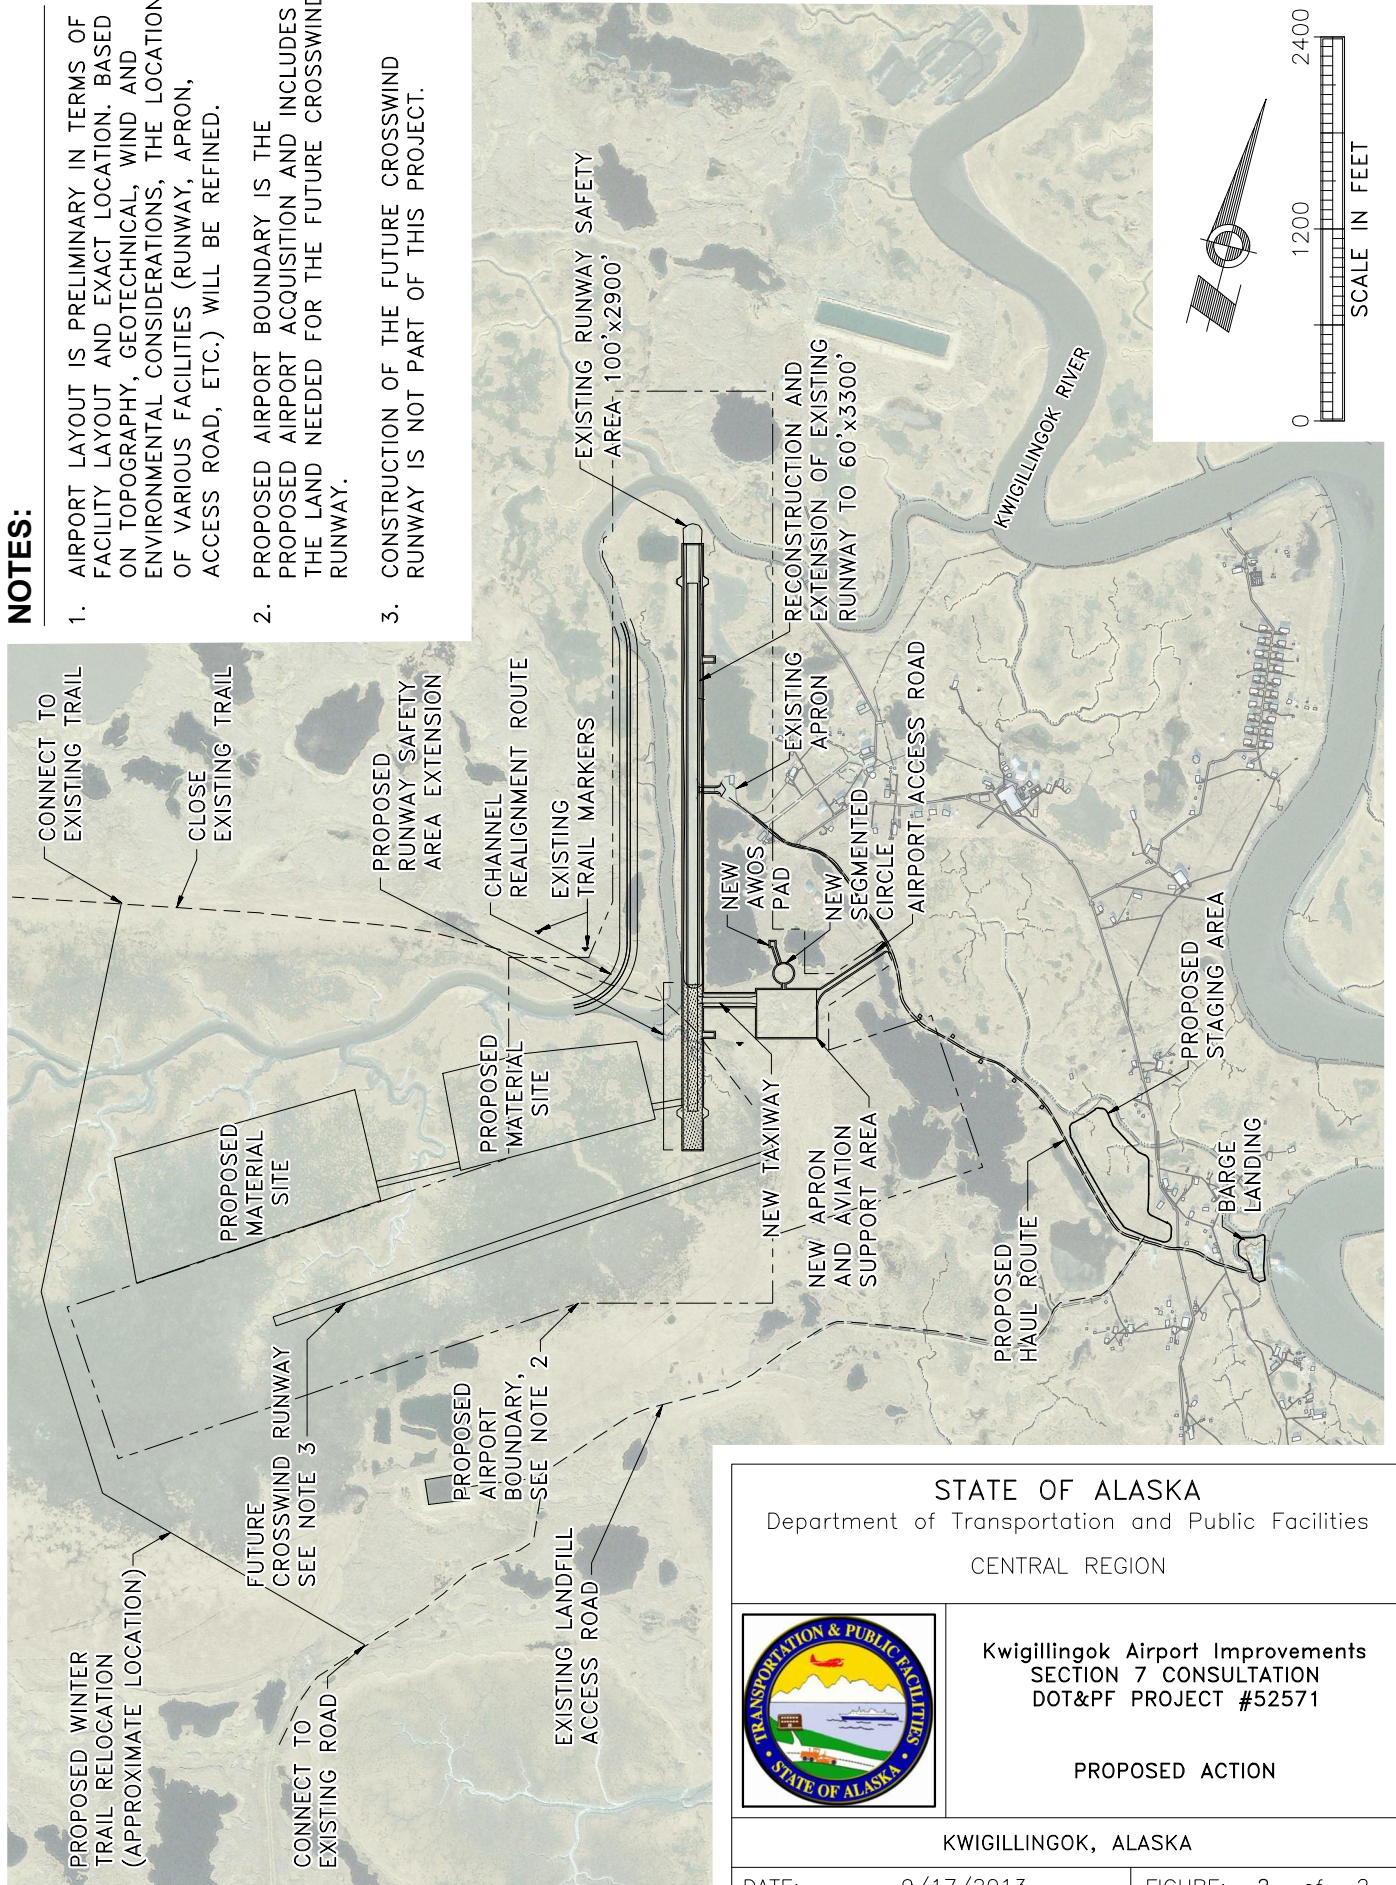 NOTES:
1. AIRPORT LAYOUT IS PRELIMINARY IN TERMS OF
FACILITY LAYOUT AND EXACT LOCATION. BASED
ON TOPOGRAPHY, GEOTECHNICAL, WIND AND
ENVIRONMENTAL CONSIDERATIONS, THE LOCATION
OF VARIOUS FACILITIES (RUNWAY, APRON,
ACCESS ROAD, ETC.) WILL BE REFINED.
2. PROPOSED AIRPORT BOUNDARY IS THE
PROPOSED AIRPORT ACQUISITION AND INCLUDES
THE LAND NEEDED FOR THE FUTURE CROSSWIND
RUNWAY.
3. CONSTRUCTION OF THE FUTURE CROSSWIND
RUNWAY IS NOT PART OF THIS PROJECT.
CONNECT TO
EXISTING TRAIL
CLOSE
EXISTING TRAIL
PROPOSED
RUNWAY SAFETY
AREA EXTENSION
CHANNEL
REALIGNMENT ROUTE
EXISTING
TRAIL MARKERS
EXISTING RUNWAY SAFETY
AREA 100'x2900'
RECONSTRUCTION AND
EXTENSION OF EXISTING
RUNWAY TO 60'x3300'
KWIGILLINGOK RIVER
0 1200 2400
SCALE IN FEET
EXISTING
APRON
NEW
AWOS
PAD
NEW
SEGMENTED
CIRCLE
AIRPORT ACCESS ROAD
PROPOSED
MATERIAL
SITE
PROPOSED
MATERIAL
SITE
NEW TAXIWAY
NEW APRON
AND AVIATION
SUPPORT AREA
PROPOSED
STAGING AREA
BARGE
LANDING
PROPOSED
HAUL ROUTE
FUTURE
CROSSWIND RUNWAY
SEE NOTE 3
PROPOSED
AIRPORT
BOUNDARY,
SEE NOTE 2
EXISTING LANDFILL
ACCESS ROAD
PROPOSED WINTER
TRAIL RELOCATION
(APPROXIMATE LOCATION)
CONNECT TO
EXISTING ROAD
STATE OF ALASKA
Department of Transportation and Public Facilities
CENTRAL REGION
TRANSPORTATION & PUBLIC FACILITIES
STATE OF ALASKA
Kwigillingok Airport Improvements
SECTION 7 CONSULTATION
DOT&PF PROJECT #52571
PROPOSED ACTION
KWIGILLINGOK, ALASKA
DATE: 9/17/2013 FIGURE: 2 of